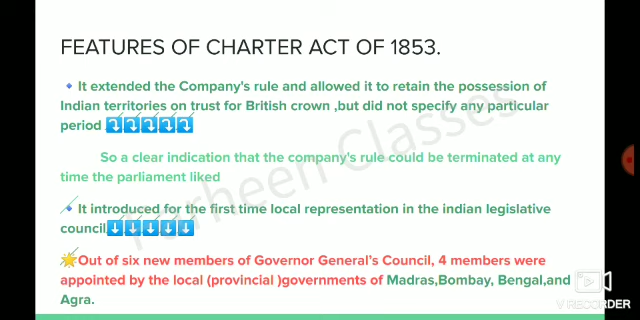 FEATURES OF CHARTER ACT OF 1853.
It extended the Company's rule and allowed it to retain the possession of
Indian territories on trust for British crown ,but did not specify any particular
period
So a clear indication that the company's rule could be terminated at any
time the parliament liked
It introduced for the first time local representation in the indian legislative
council
Out of six new members of Governor General's Council, 4 members were
appointed by the local (provincial )governments of Madras,Bombay, Bengal,and
Agra.
Farheen Classes
V RECORDER